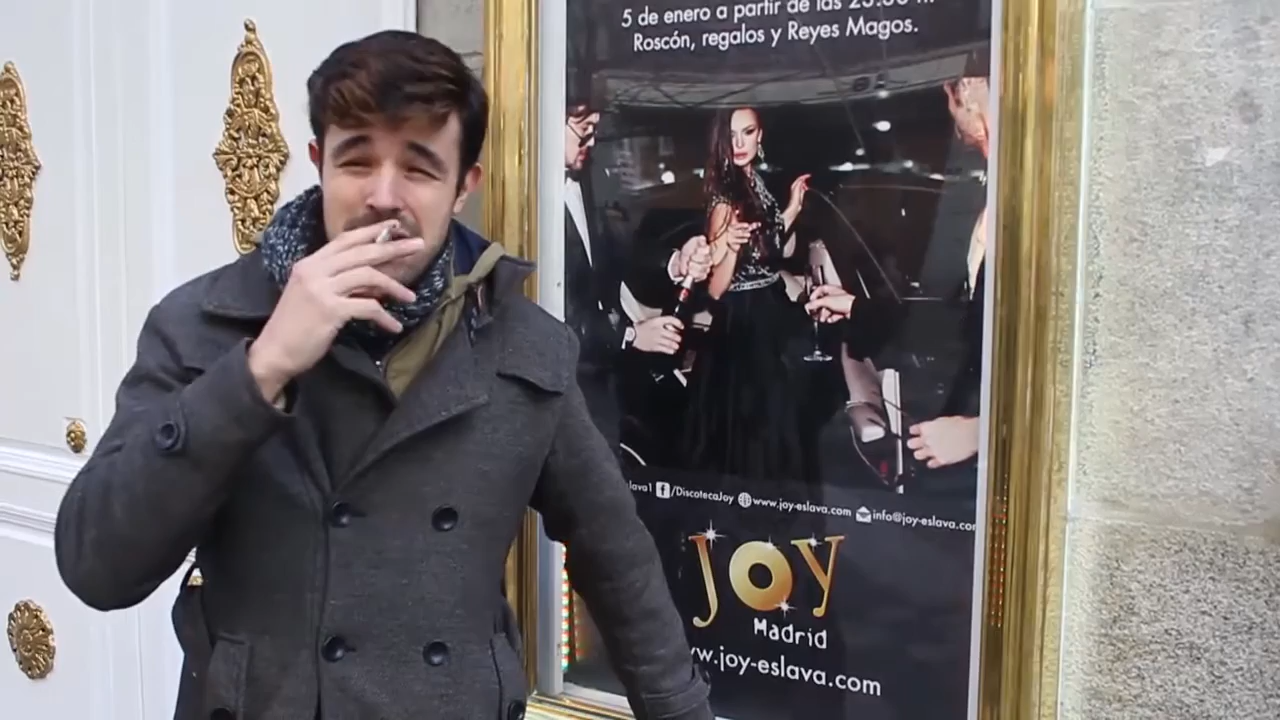 5 de enero a partir de las
Roscón, regalos y Reyes Magos.
/DiscotecaJoy www.joy-eslava.com info@joy-eslava.com
JOY
Madrid
www.joy-eslava.com